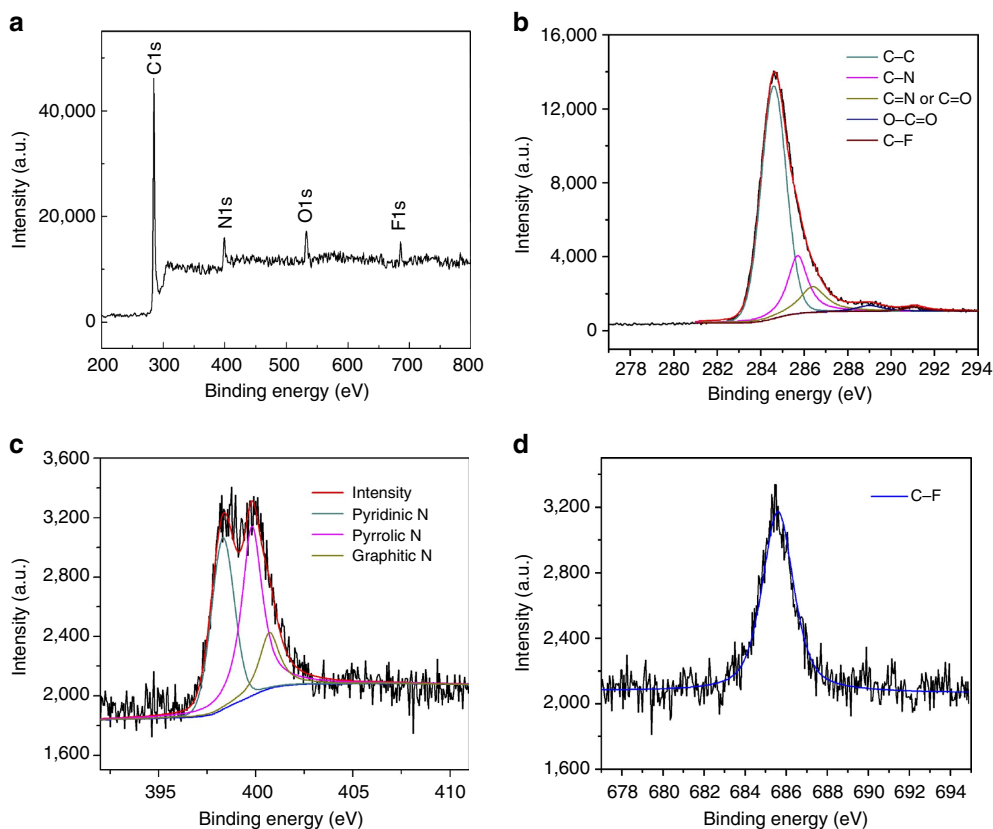 a
C1s
N1s
O1s
F1s
40,000
20,000
0
Intensity (a.u.)
200 300 400 500 600 700 800
Binding energy (eV)
b
16,000
12,000
8,000
4,000
0
Intensity (a.u.)
C–C
C–N
C=N or C=O
O–C=O
C–F
278 280 282 284 286 288 290 292 294
Binding energy (eV)
c
3,600
3,200
2,800
2,400
2,000
1,600
Intensity (a.u.)
Intensity
Pyridinic N
Pyrrolic N
Graphitic N
395 400 405 410
Binding energy (eV)
d
3,200
2,800
2,400
2,000
1,600
Intensity (a.u.)
C–F
678 680 682 684 686 688 690 692 694
Binding energy (eV)